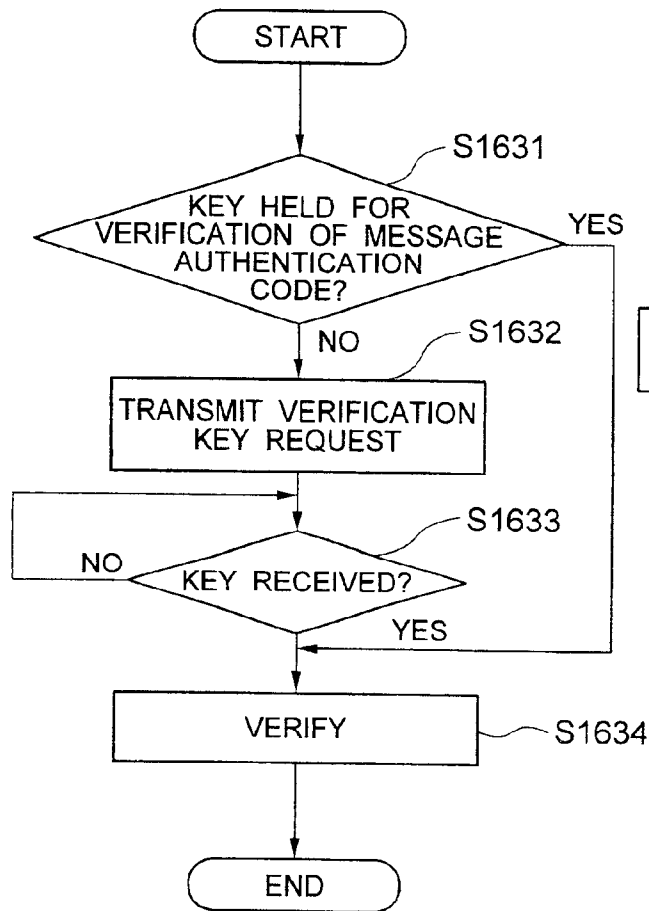 START
S1631
KEY HELD FOR
VERIFICATION OF MESSAGE
AUTHENTICATION
CODE?
YES
NO
S1632
TRANSMIT VERIFICATION
KEY REQUEST
S1633
NO
KEY RECEIVED?
YES
VERIFY
S1634
END